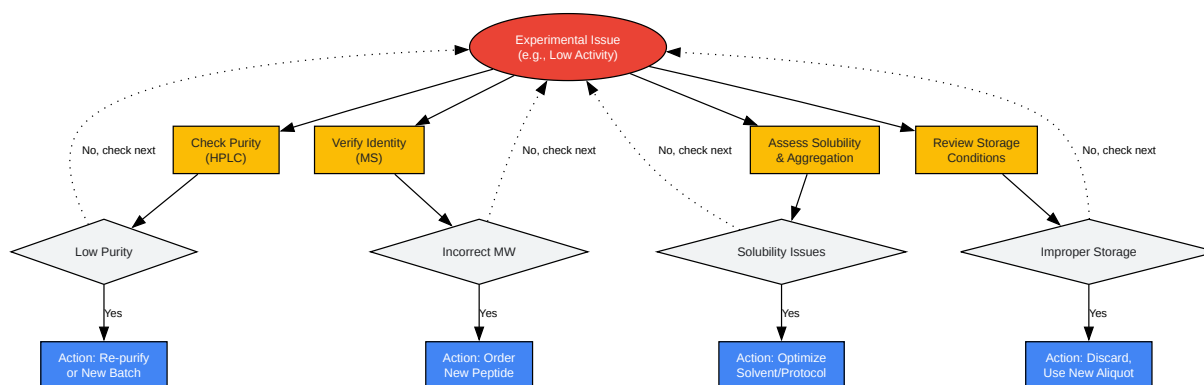 Experimental Issue
(e.g., Low Activity)
Check Purity
(HPLC)
Verify Identity
(MS)
Assess Solubility
& Aggregation
Review Storage
Conditions
No, check next
No, check next
No, check next
No, check next
Low Purity
Incorrect MW
Solubility Issues
Improper Storage
Yes
Yes
Yes
Yes
Action: Re-purify
or New Batch
Action: Order
New Peptide
Action: Optimize
Solvent/Protocol
Action: Discard,
Use New Aliquot